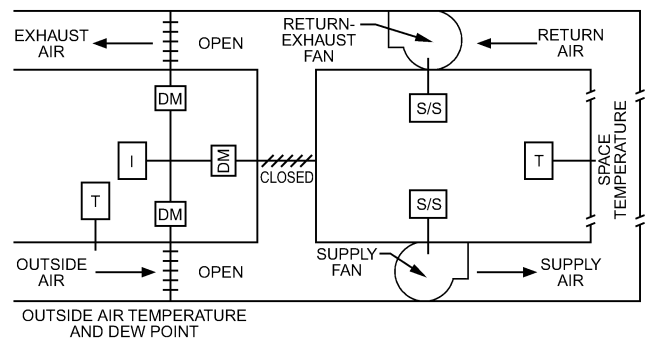 EXHAUST
AIR
OPEN
RETURN-
EXHAUST
FAN
RETURN
AIR
DM
S/S
I
DM
CLOSED
T
SPACE
TEMPERATURE
T
DM
S/S
OUTSIDE
AIR
OPEN
SUPPLY
FAN
SUPPLY
AIR
OUTSIDE AIR TEMPERATURE
AND DEW POINT